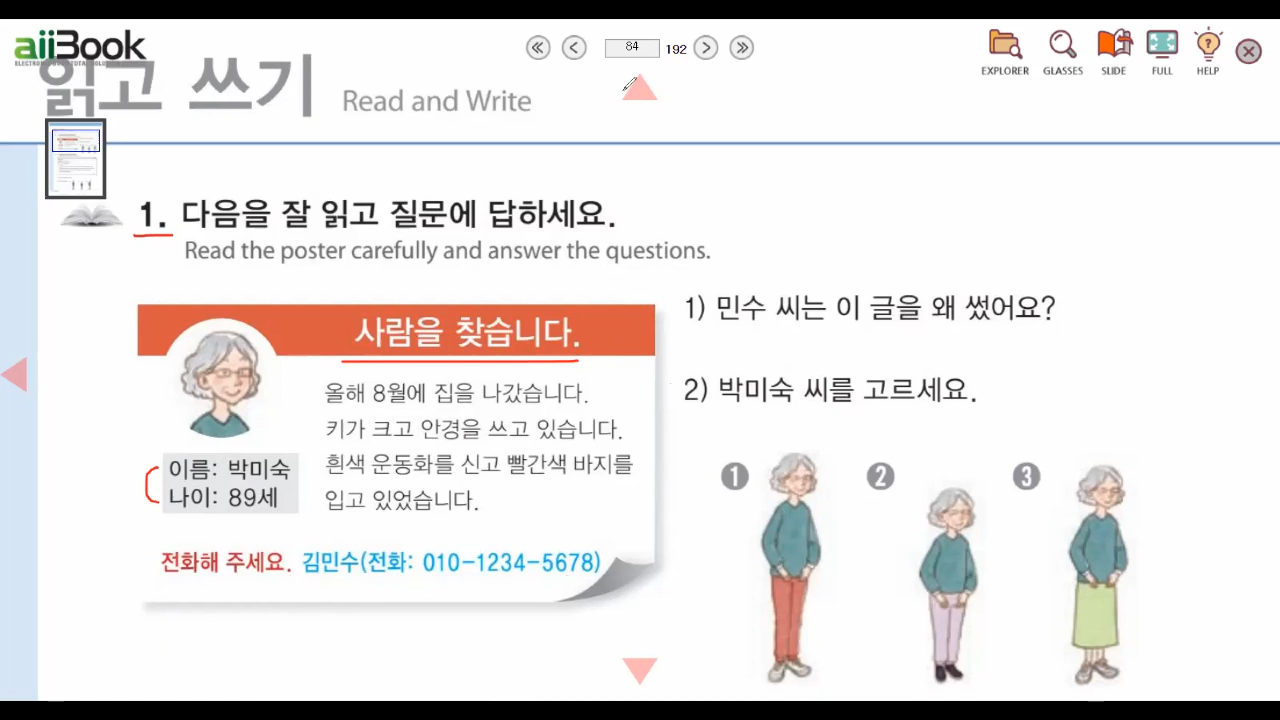 aiiBook
84
192
EXPLORER
GLASSES
SLIDE
FULL
HELP
읽고 쓰기 Read and Write
1. 다음을 잘 읽고 질문에 답하세요.
Read the poster carefully and answer the questions.
사람을 찾습니다.
올해 8월에 집을 나갔습니다.
키가 크고 안경을 쓰고 있습니다.
흰색 운동화를 신고 빨간색 바지를
입고 있었습니다.
이름: 박미숙
나이: 89세
전화해 주세요. 김민수(전화: 010-1234-5678)
1) 민수 씨는 이 글을 왜 썼어요?
2) 박미숙 씨를 고르세요.
1
2
3